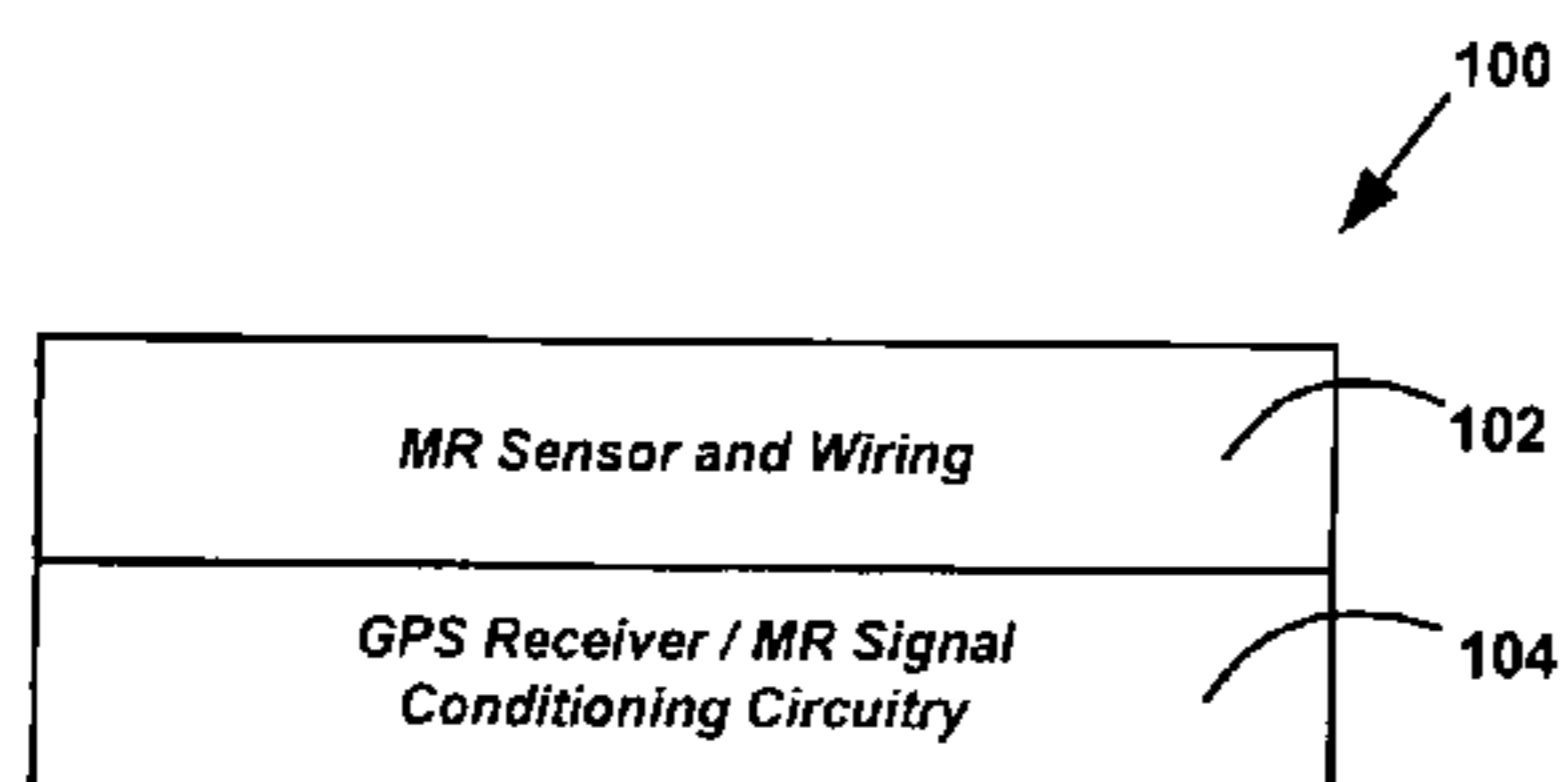 100
MR Sensor and Wiring
102
GPS Receiver / MR Signal
Conditioning Circuitry
104